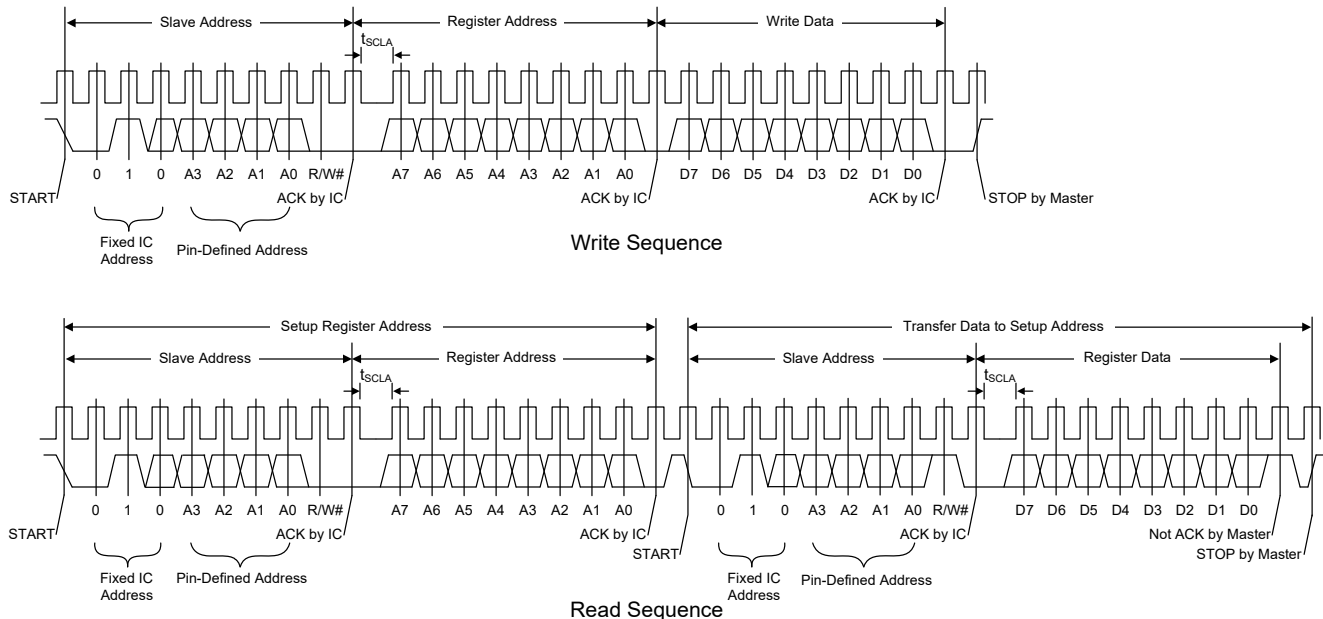 Slave Address Register Address Write Data
tSCLA
0 1 0 A3 A2 A1 A0 R/W# A7 A6 A5 A4 A3 A2 A1 A0 D7 D6 D5 D4 D3 D2 D1 D0
START ACK by IC ACK by IC ACK by IC STOP by Master
Fixed IC Address Pin-Defined Address
Write Sequence
Setup Register Address Transfer Data to Setup Address
Slave Address Register Address Slave Address Register Data
tSCLA tSCLA
0 1 0 A3 A2 A1 A0 R/W# A7 A6 A5 A4 A3 A2 A1 A0 0 1 0 A3 A2 A1 A0 R/W# D7 D6 D5 D4 D3 D2 D1 D0
START ACK by IC ACK by IC START ACK by IC Not ACK by Master STOP by Master
Fixed IC Address Pin-Defined Address Fixed IC Address Pin-Defined Address
Read Sequence